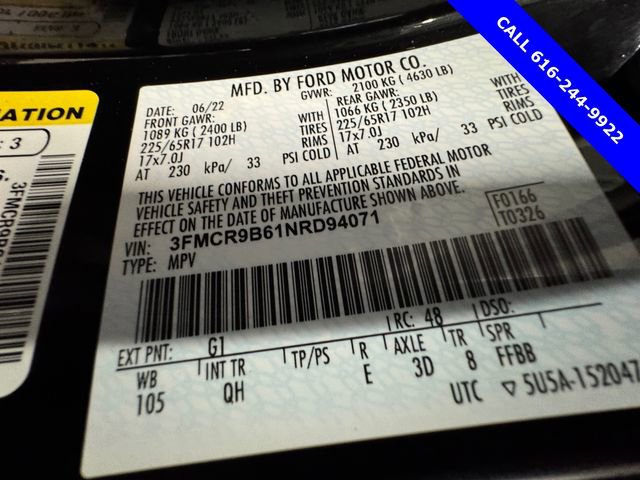 CALL 616-244-9922
MFD. BY FORD MOTOR CO.
DATE: 06/22 GVWR: 2100 KG ( 4630 LB)
FRONT GAWR: REAR GAWR:
1089 KG (2400 LB) WITH 1066 KG ( 2350 LB) WITH
225/65R17 102H TIRES 225/65R17 102H TIRES
17x7.0J RIMS 17x7.0J RIMS
AT 230 kPa/ 33 PSI COLD AT 230 kPa/ 33 PSI COLD
THIS VEHICLE CONFORMS TO ALL APPLICABLE FEDERAL MOTOR
VEHICLE SAFETY AND THEFT PREVENTION STANDARDS IN
EFFECT ON THE DATE OF MANUFACTURE SHOWN ABOVE.
VIN: 3FMCR9B61NRD94071
TYPE: MPV
F0166
T0326
EXT PNT: G1 RC: 48 DSO:
WB INT TR TP/PS R AXLE TR SPR
105 QH E 3D 8 FFBB
UTC ▽ 5U5A-152047
ATION
: 3